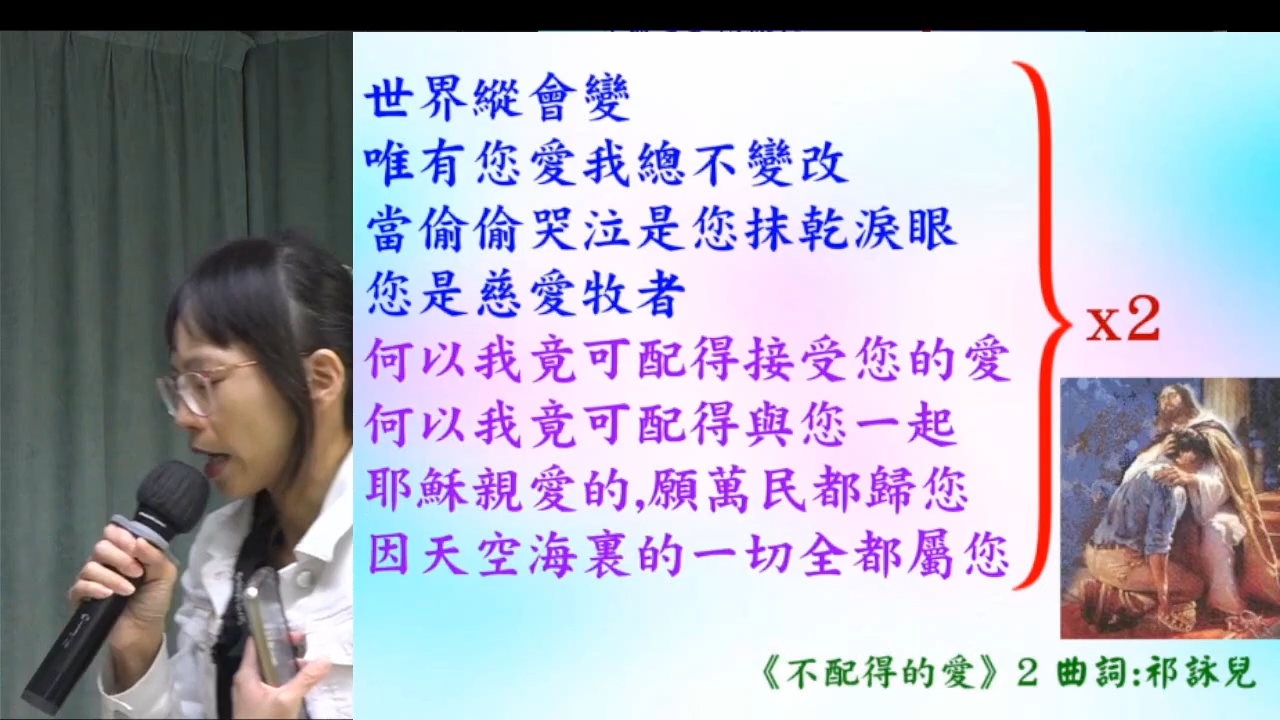 世界縱會變
唯有您愛我總不變改
當偷偷哭泣是您抹乾淚眼
您是慈愛牧者
何以我竟可配得接受您的愛
何以我竟可配得與您一起
耶穌親愛的,願萬民都歸您
因天空海裏的一切全都屬您
x2
《不配得的愛》2 曲詞:祁詠兒